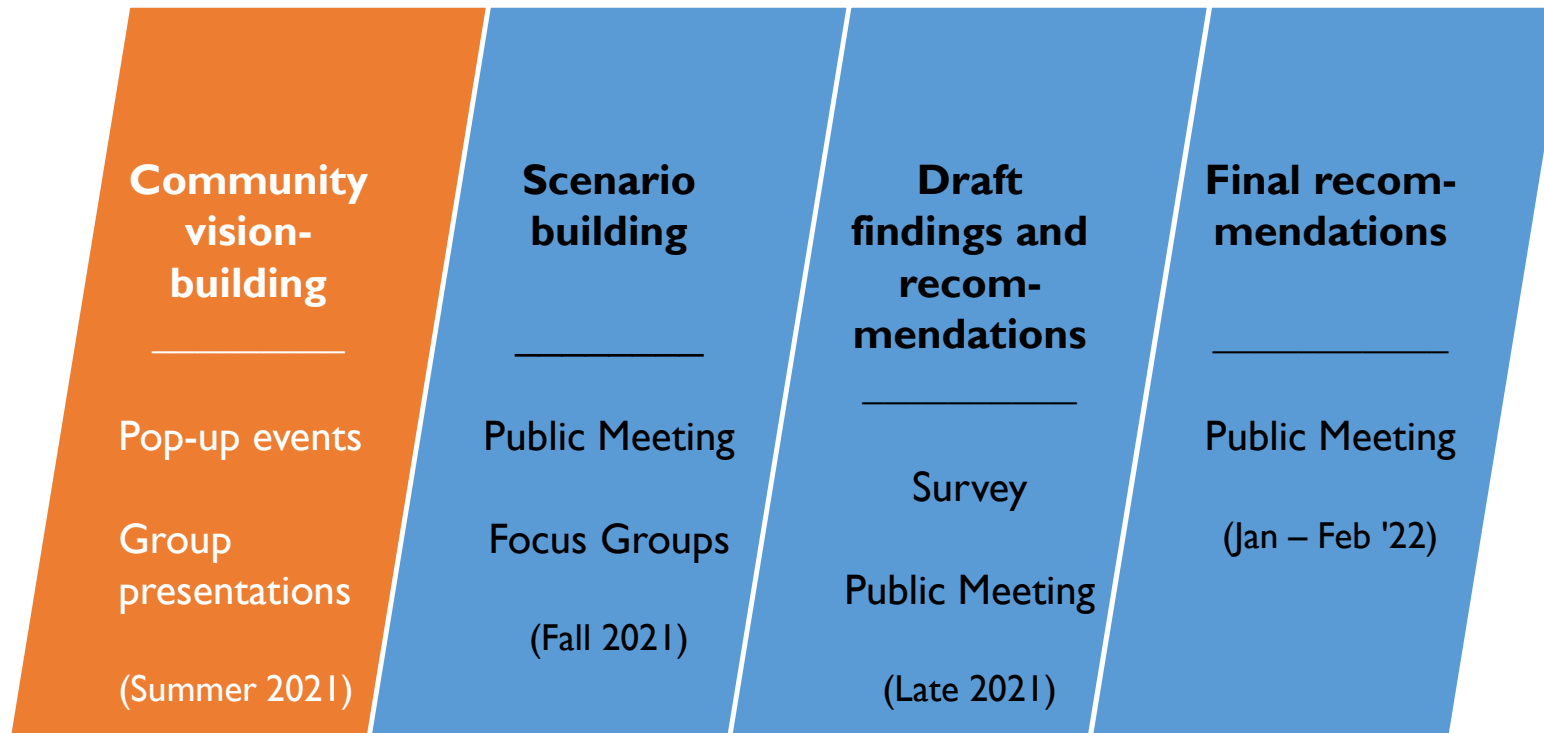 Community
vision-
building
Pop-up events
Group
presentations
(Summer 2021)
Scenario
building
Public Meeting
Focus Groups
(Fall 2021)
Draft
findings and
recom-
mendations
Survey
Public Meeting
(Late 2021)
Final recom-
mendations
Public Meeting
(Jan – Feb '22)